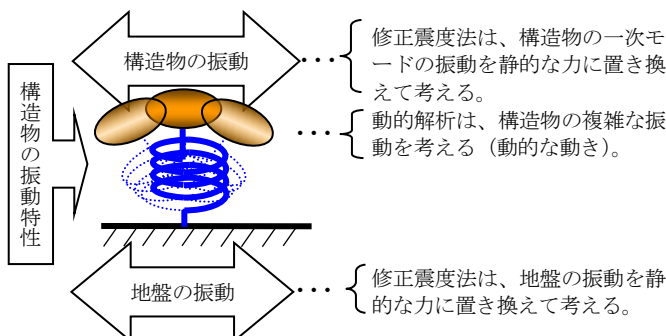 構造物の振動
修正震度法は、構造物の一次モ
ードの振動を静的な力に置き換
えて考える。
構造物の振動特性
動的解析は、構造物の複雑な振
動を考える（動的な動き）。
地盤の振動
修正震度法は、地盤の振動を静
的な力に置き換えて考える。